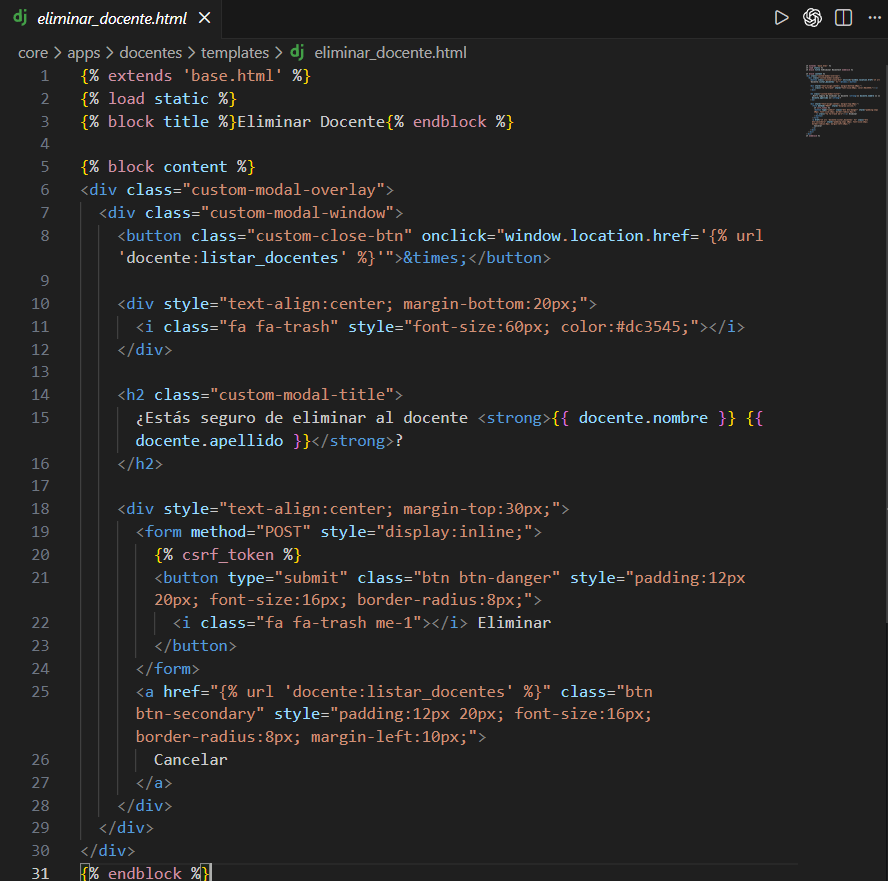 dj eliminar_docente.html ×
core > apps > docentes > templates > dj eliminar_docente.html
1 {% extends 'base.html' %}
2 {% load static %}
3 {% block title %}Eliminar Docente{% endblock %}
4
5 {% block content %}
6 <div class="custom-modal-overlay">
7 <div class="custom-modal-window">
8 <button class="custom-close-btn" onclick="window.location.href='{% url
'docente:listar_docentes' %}'">&times;</button>
9
10 <div style="text-align:center; margin-bottom:20px;">
11 <i class="fa fa-trash" style="font-size:60px; color:#dc3545;"></i>
12 </div>
13
14 <h2 class="custom-modal-title">
15 ¿Estás seguro de eliminar al docente <strong>{{ docente.nombre }} {{
docente.apellido }}</strong>?
16 </h2>
17
18 <div style="text-align:center; margin-top:30px;">
19 <form method="POST" style="display:inline;">
20 {% csrf_token %}
21 <button type="submit" class="btn btn-danger" style="padding:12px
20px; font-size:16px; border-radius:8px;">
22 <i class="fa fa-trash me-1"></i> Eliminar
23 </button>
24 </form>
25 <a href="{% url 'docente:listar_docentes' %}" class="btn
btn-secondary" style="padding:12px 20px; font-size:16px;
border-radius:8px; margin-left:10px;">
26 Cancelar
27 </a>
28 </div>
29 </div>
30 </div>
31 {% endblock %}